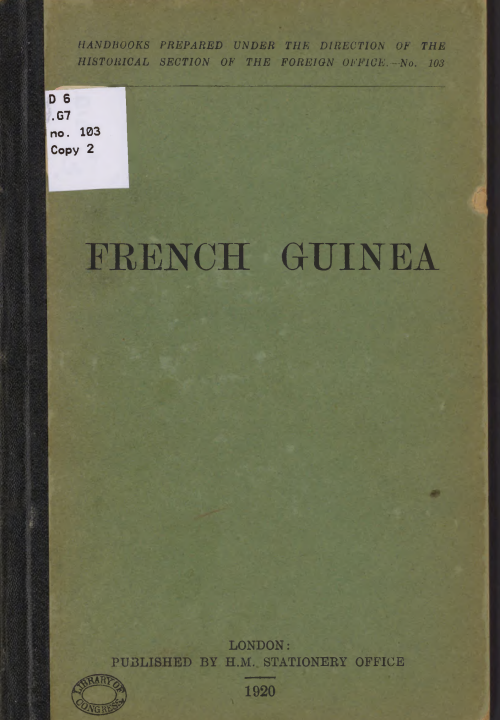 HANDBOOKS PREPARED UNDER THE DIRECTION OF THE
HISTORICAL SECTION OF THE FOREIGN OFFICE.—No. 103
D 6
.G7
no. 103
Copy 2
FRENCH GUINEA
LONDON:
PUBLISHED BY H.M. STATIONERY OFFICE
1920
LIBRARY OF
CONGRESS